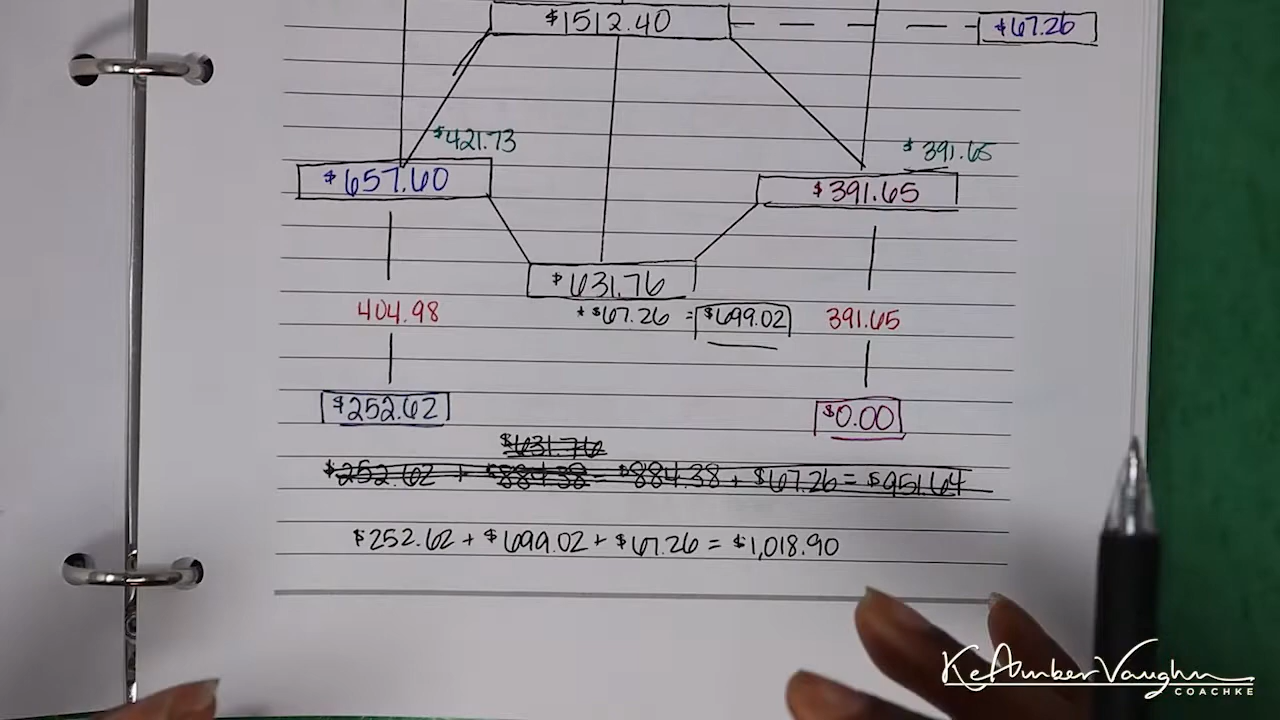 $1512.40 $67.26
$421.73 $391.65
$657.60 $391.65
$631.76
+ $67.26 = $699.02
404.98 391.65
$252.62 $0.00
$631.76
$252.62 + $884.38 = $884.38 + $67.26 = $951.64
$252.62 + $699.02 + $67.26 = $1,018.90
KeAmber Vaughn
COACHKE